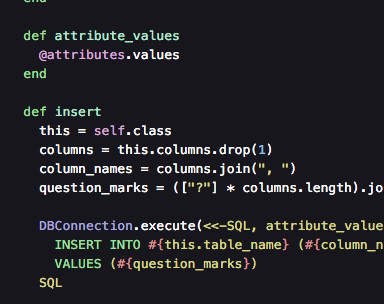 end
def attribute_values
@attributes.values
end
def insert
this = self.class
columns = this.columns.drop(1)
column_names = columns.join(", ")
question_marks = (["?"] * columns.length).jo
DBConnection.execute(<<-SQL, attribute_value
INSERT INTO #{this.table_name} (#{column_n
VALUES (#{question_marks})
SQL